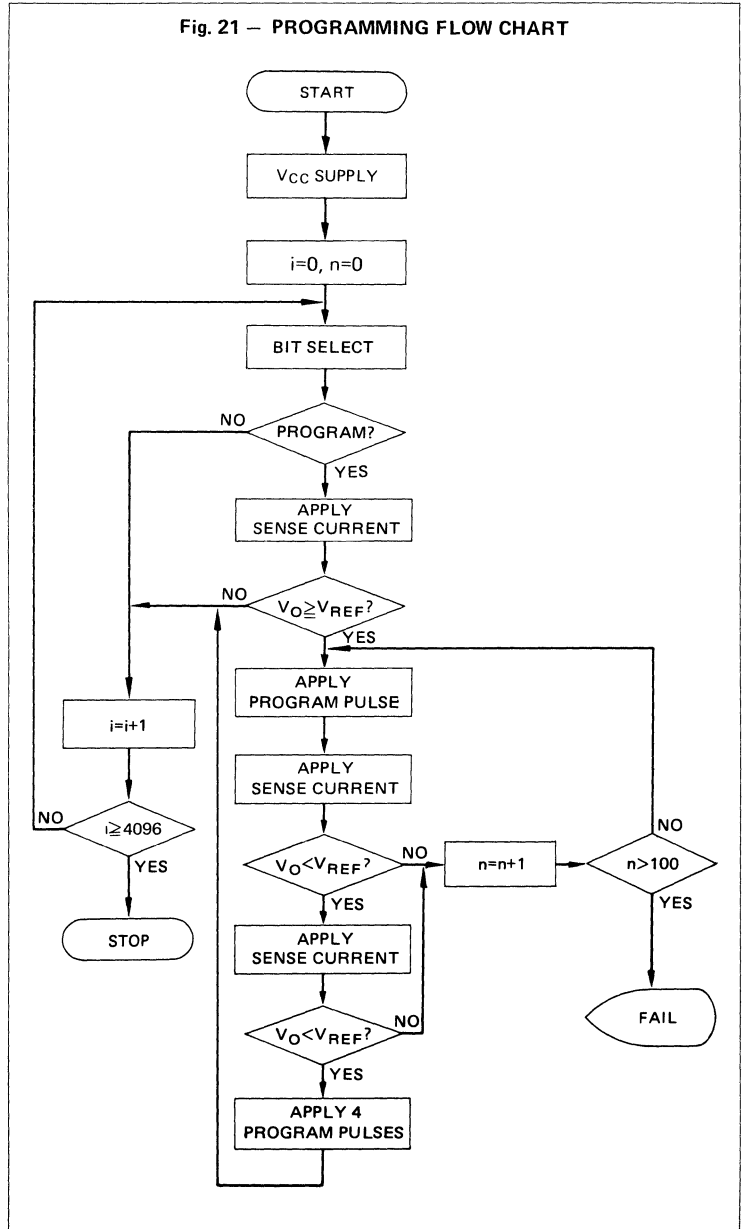 Fig. 21 — PROGRAMMING FLOW CHART
START
VCC SUPPLY
i=0, n=0
BIT SELECT
NO
PROGRAM?
YES
APPLY
SENSE CURRENT
NO
VO≧VREF?
YES
APPLY
PROGRAM PULSE
i=i+1
APPLY
SENSE CURRENT
NO
i≧4096
YES
STOP
VO<VREF?
NO
YES
n=n+1
n>100
NO
YES
FAIL
APPLY
SENSE CURRENT
VO<VREF?
NO
YES
APPLY 4
PROGRAM PULSES